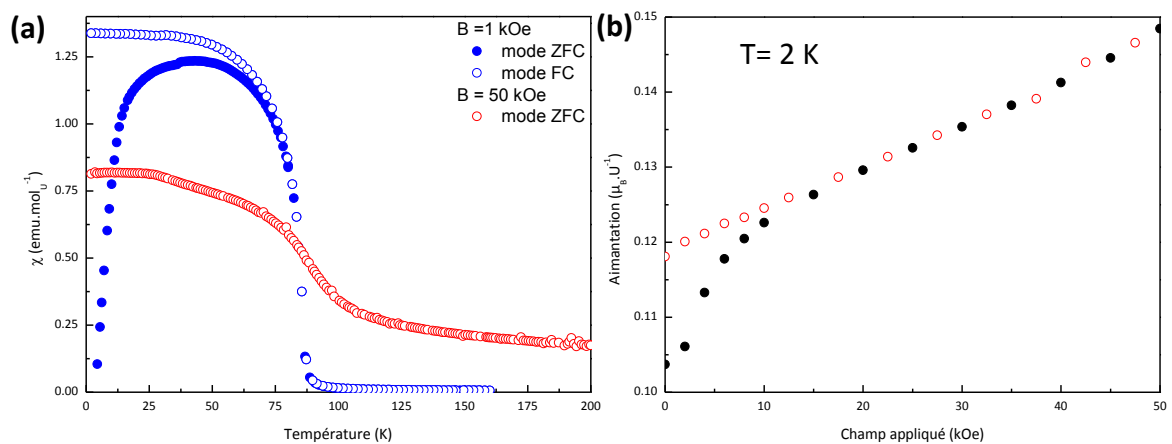 (a)
B =1 kOe
mode ZFC
mode FC
B = 50 kOe
mode ZFC
χ (emu.mol_U⁻¹)
1.25
1.00
0.75
0.50
0.25
0.00
0 25 50 75 100 125 150 175 200
Température (K)
(b)
T= 2 K
Aimantation (μ_B.U⁻¹)
0.15
0.14
0.13
0.12
0.11
0.10
0 10 20 30 40 50
Champ appliqué (kOe)